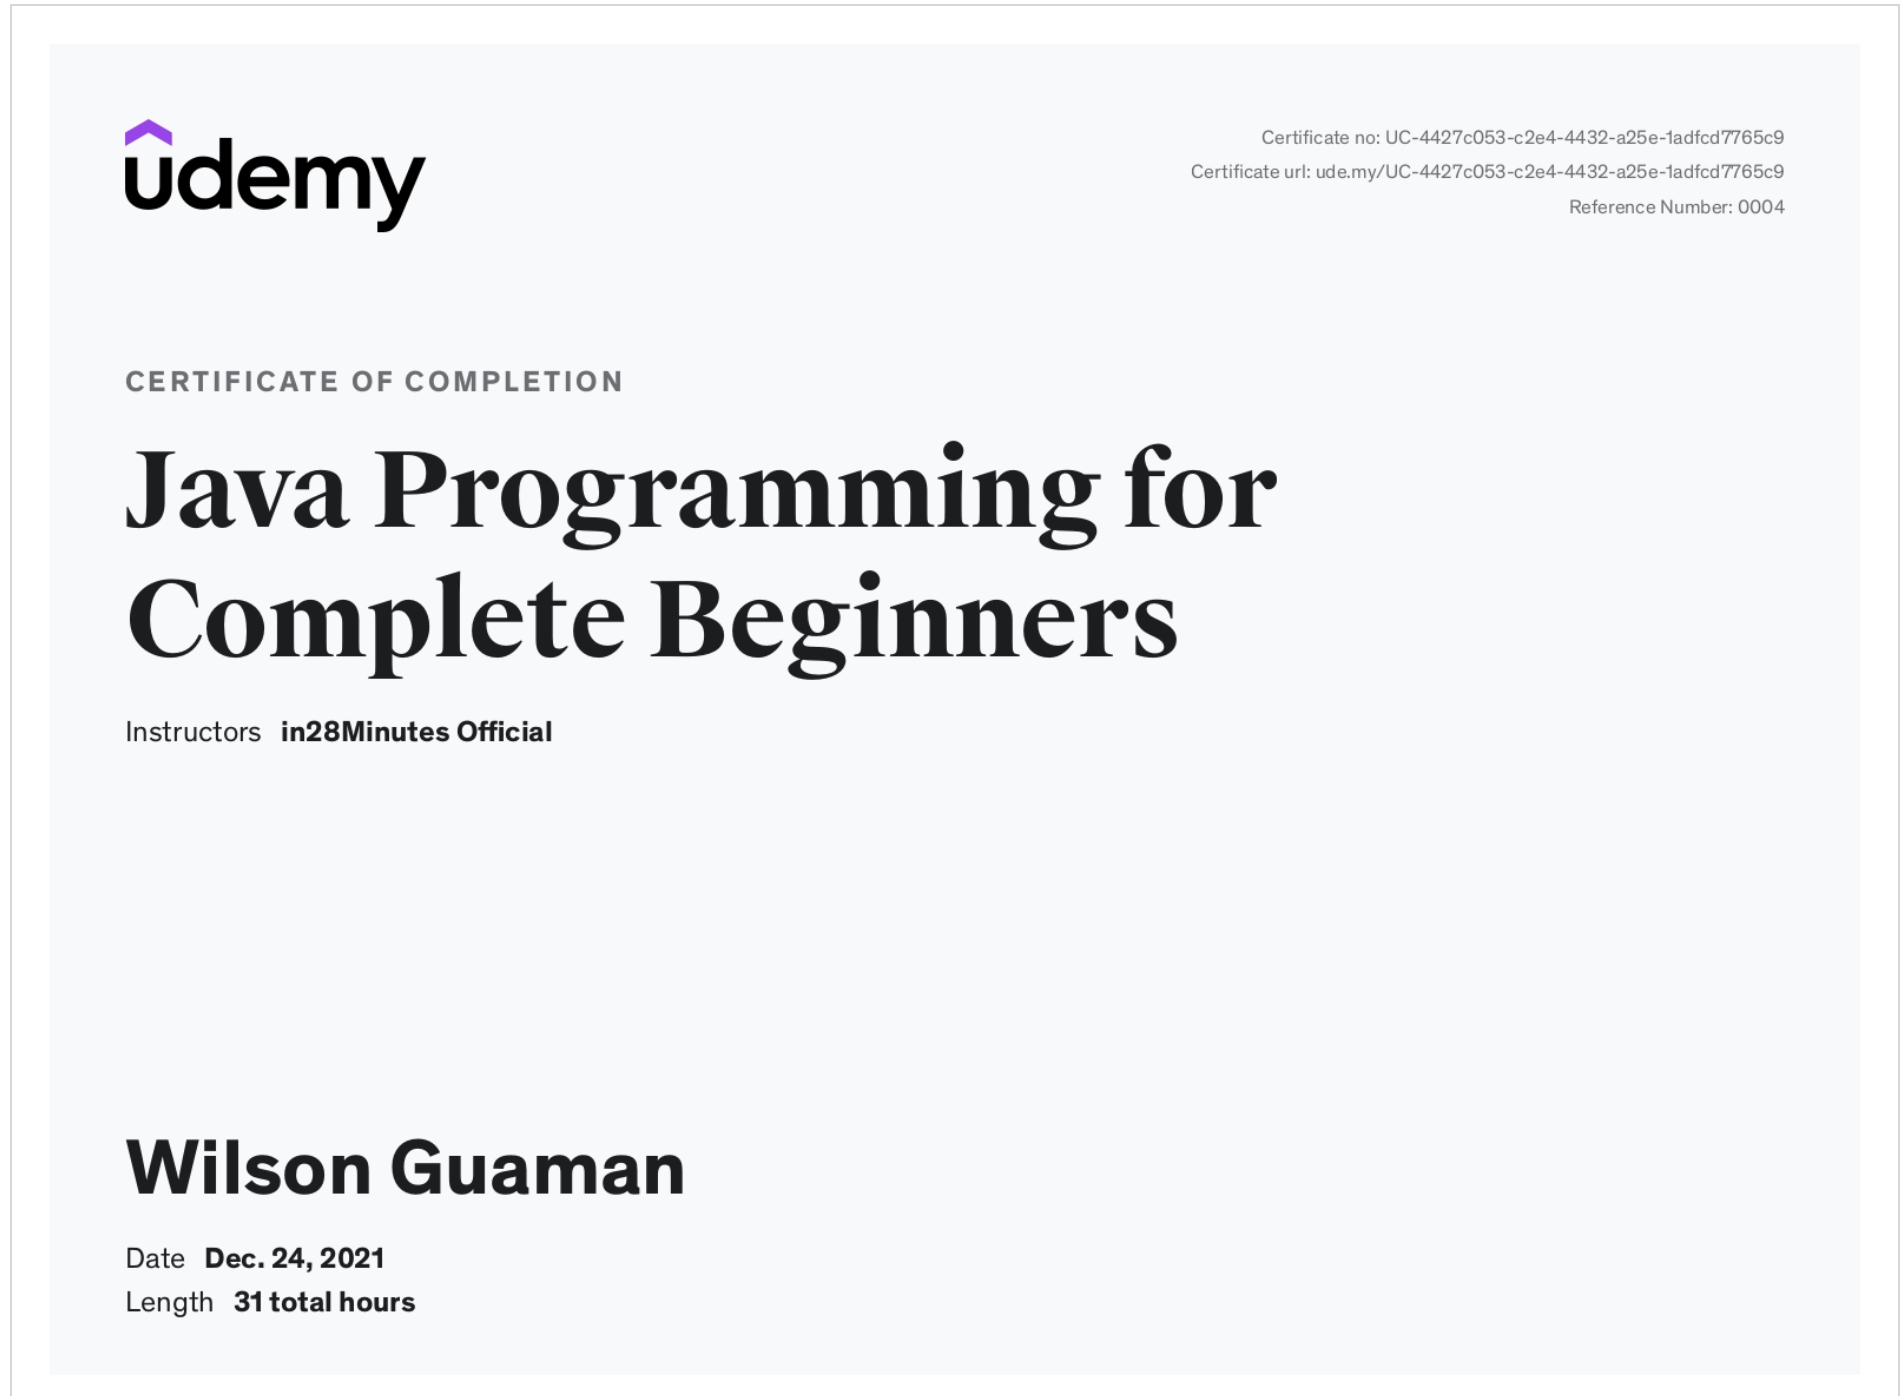 udemy
Certificate no: UC-4427c053-c2e4-4432-a25e-1adfcd7765c9
Certificate url: ude.my/UC-4427c053-c2e4-4432-a25e-1adfcd7765c9
Reference Number: 0004
CERTIFICATE OF COMPLETION
Java Programming for
Complete Beginners
Instructors in28Minutes Official
Wilson Guaman
Date Dec. 24, 2021
Length 31 total hours